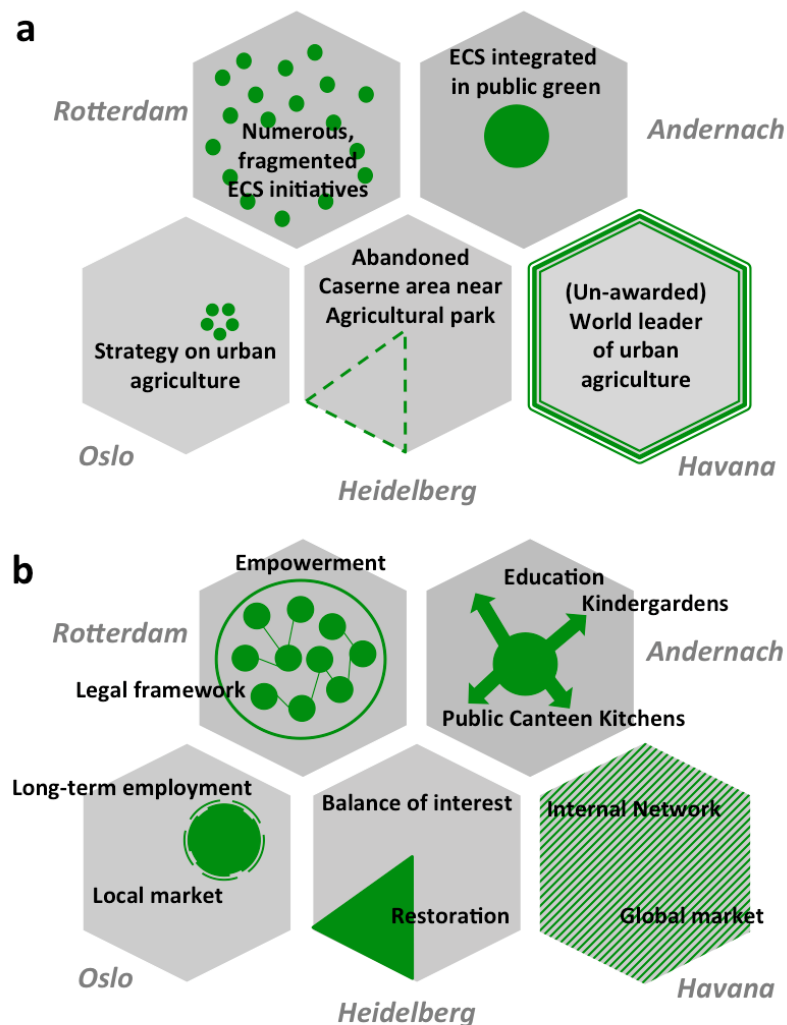 a
Rotterdam
Numerous,
fragmented
ECS initiatives
ECS integrated
in public green
Andernach
Strategy on urban
agriculture
Oslo
Abandoned
Caserne area near
Agricultural park
Heidelberg
(Un-awarded)
World leader
of urban
agriculture
Havana
b
Rotterdam
Empowerment
Legal framework
Education
Kindergardens
Public Canteen Kitchens
Andernach
Long-term employment
Local market
Oslo
Balance of interest
Restoration
Heidelberg
Internal Network
Global market
Havana